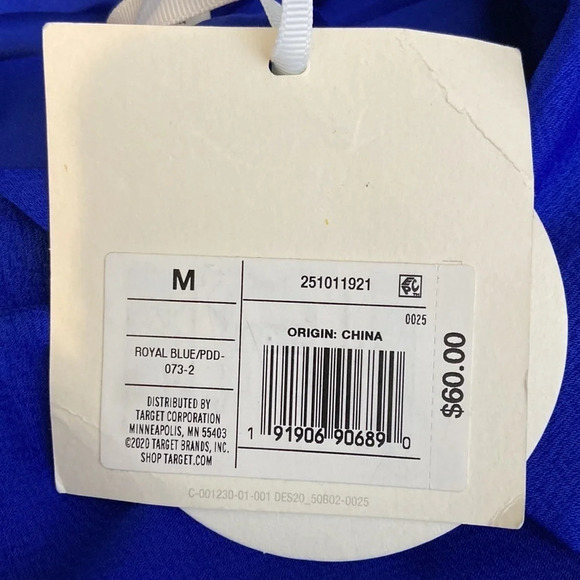 M
251011921
0025
ROYAL BLUE/PDD-
073-2
ORIGIN: CHINA
$60.00
DISTRIBUTED BY
TARGET CORPORATION
MINNEAPOLIS, MN 55403
©2020 TARGET BRANDS, INC.
SHOP TARGET.COM
1 91906 90689 0
C-001230-01-001 DES20_50B02-0025